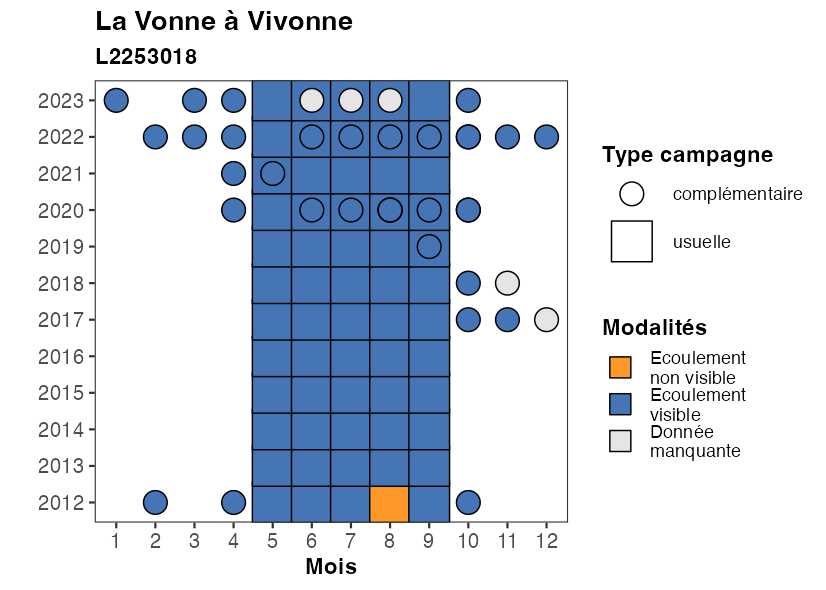 La Vonne à Vivonne
L2253018
2023
2022
2021
2020
2019
2018
2017
2016
2015
2014
2013
2012
1 2 3 4 5 6 7 8 9 10 11 12
Mois
Type campagne
complémentaire
usuelle
Modalités
Ecoulement
non visible
Ecoulement
visible
Donnée
manquante